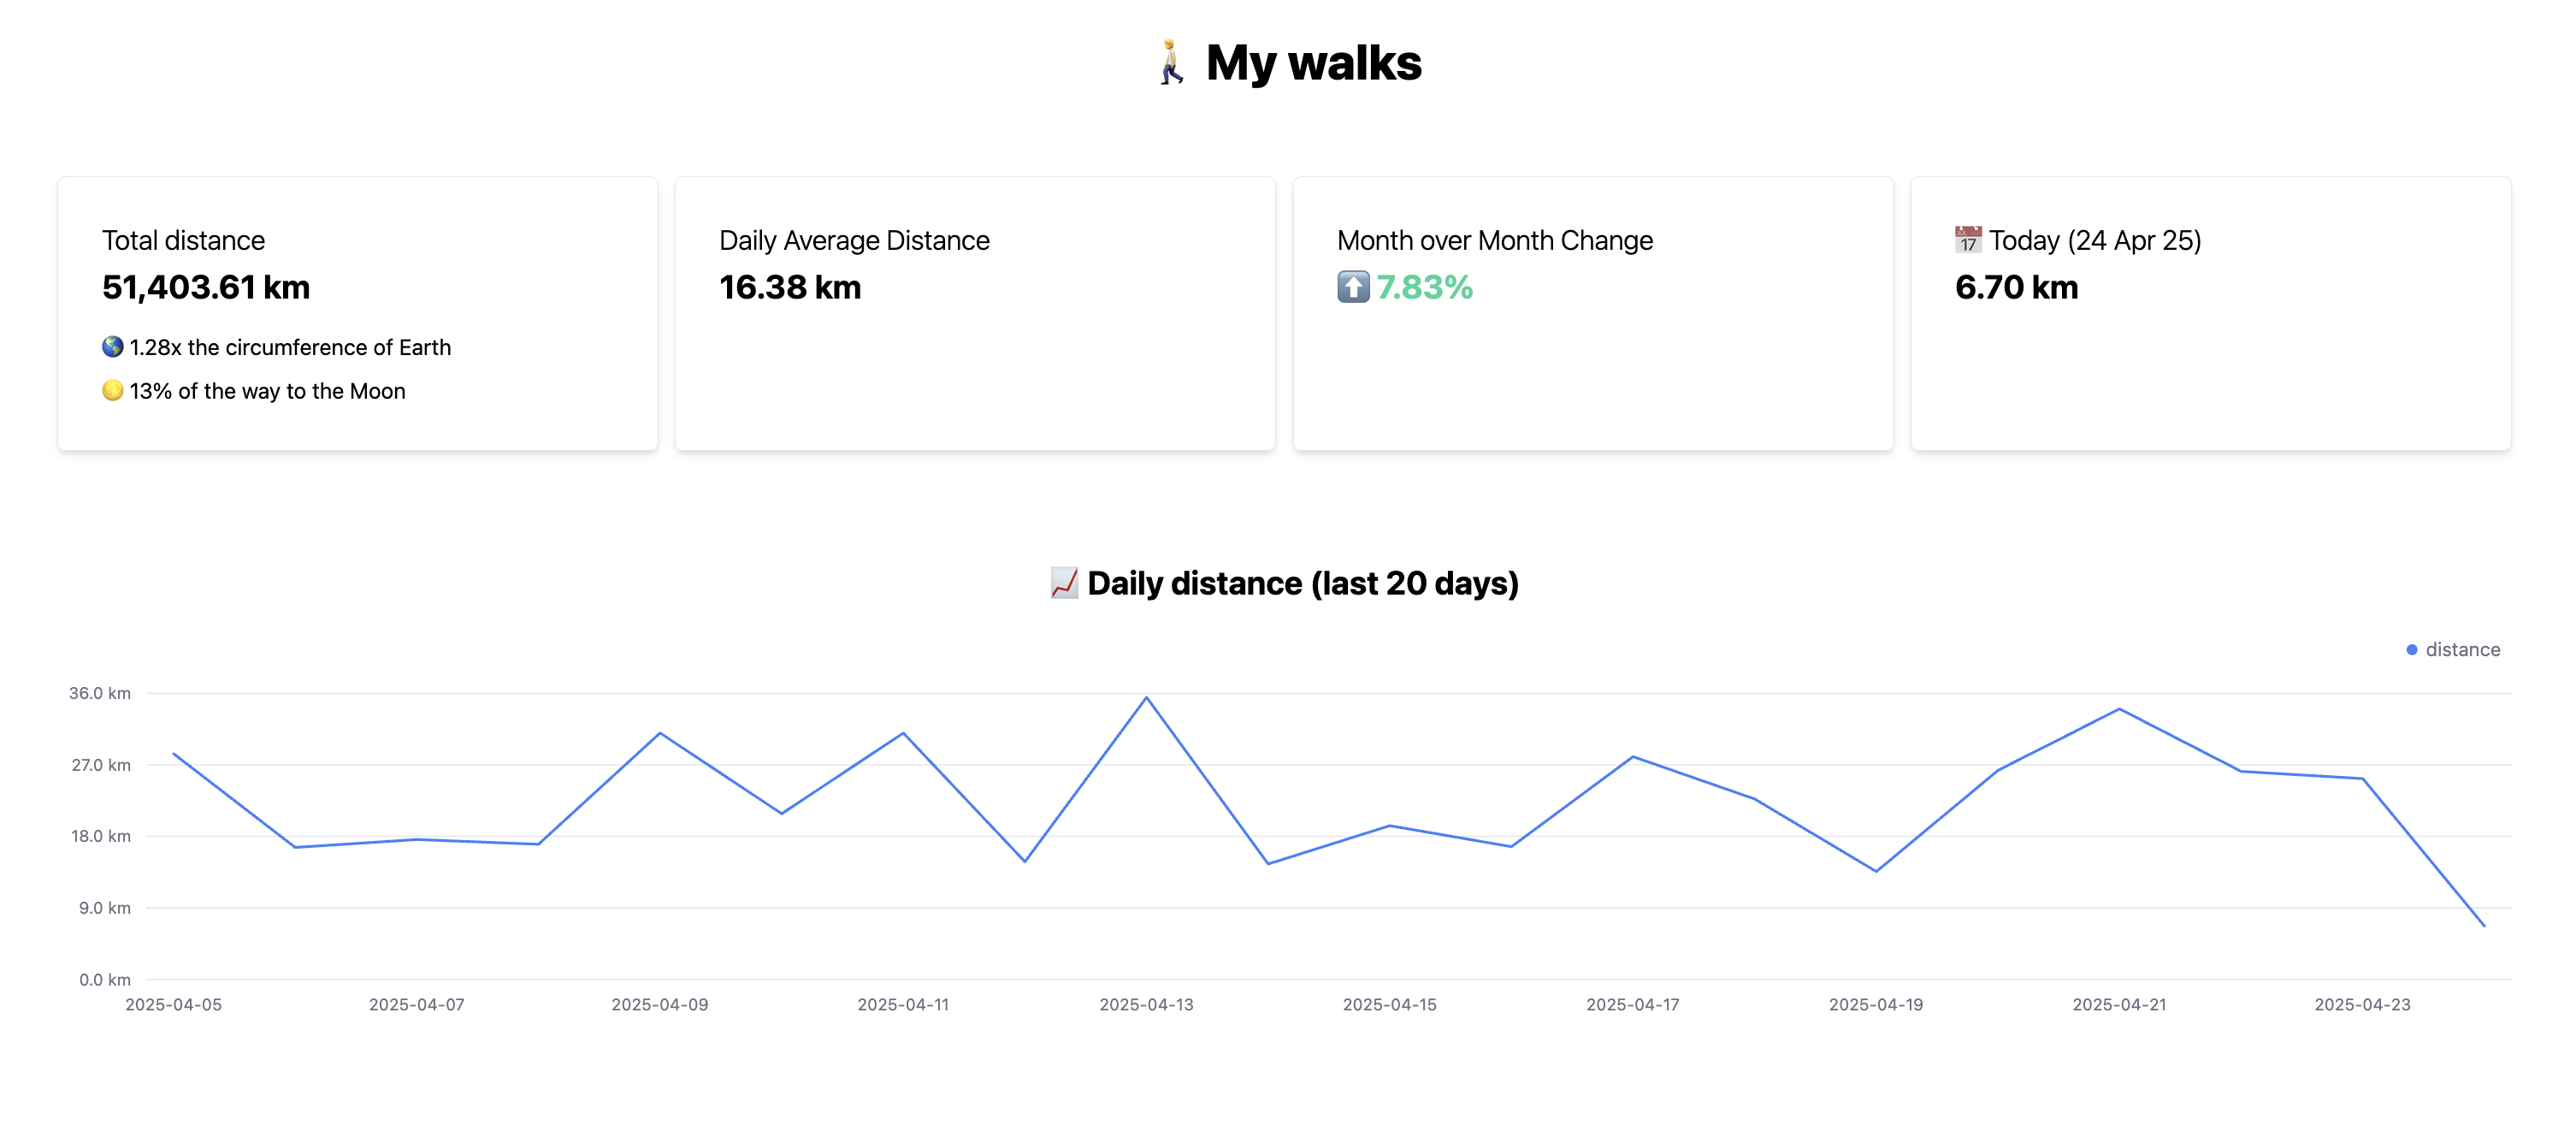 My walks
Total distance
51,403.61 km
1.28x the circumference of Earth
13% of the way to the Moon
Daily Average Distance
16.38 km
Month over Month Change
7.83%
17 Today (24 Apr 25)
6.70 km
Daily distance (last 20 days)
distance
36.0 km
27.0 km
18.0 km
9.0 km
0.0 km
2025-04-05 2025-04-07 2025-04-09 2025-04-11 2025-04-13 2025-04-15 2025-04-17 2025-04-19 2025-04-21 2025-04-23